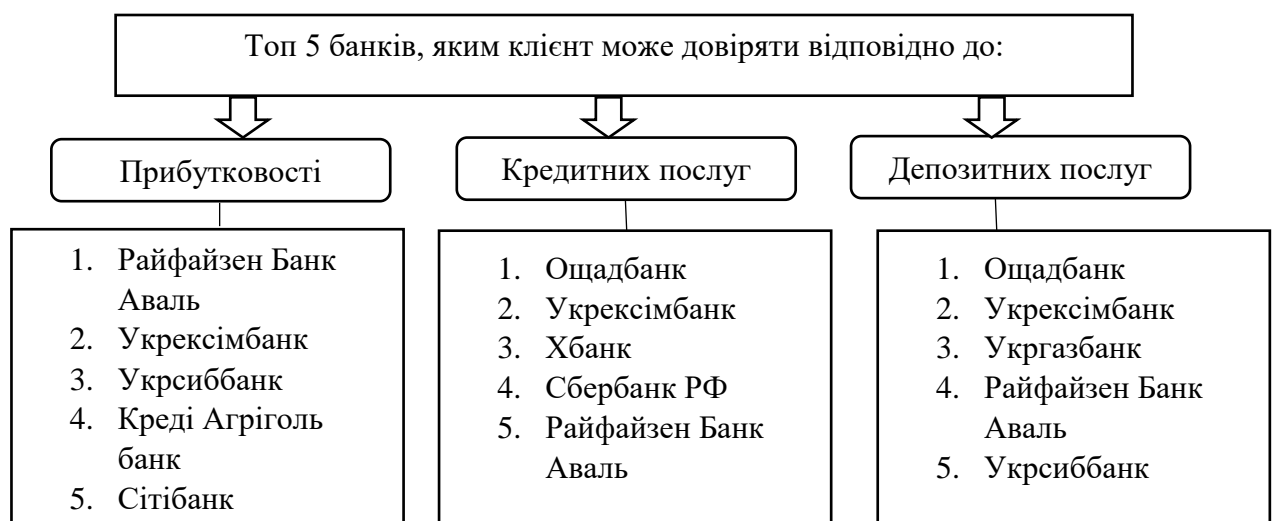 Топ 5 банків, яким клієнт може довіряти відповідно до:
Прибутковості
Кредитних послуг
Депозитних послуг
1. Райфайзен Банк
Аваль
2. Укрексімбанк
3. Укрсиббанк
4. Креді Агріголь
банк
5. Сітібанк
1. Ощадбанк
2. Укрексімбанк
3. Хбанк
4. Сбербанк РФ
5. Райфайзен Банк
Аваль
1. Ощадбанк
2. Укрексімбанк
3. Укргазбанк
4. Райфайзен Банк
Аваль
5. Укрсиббанк